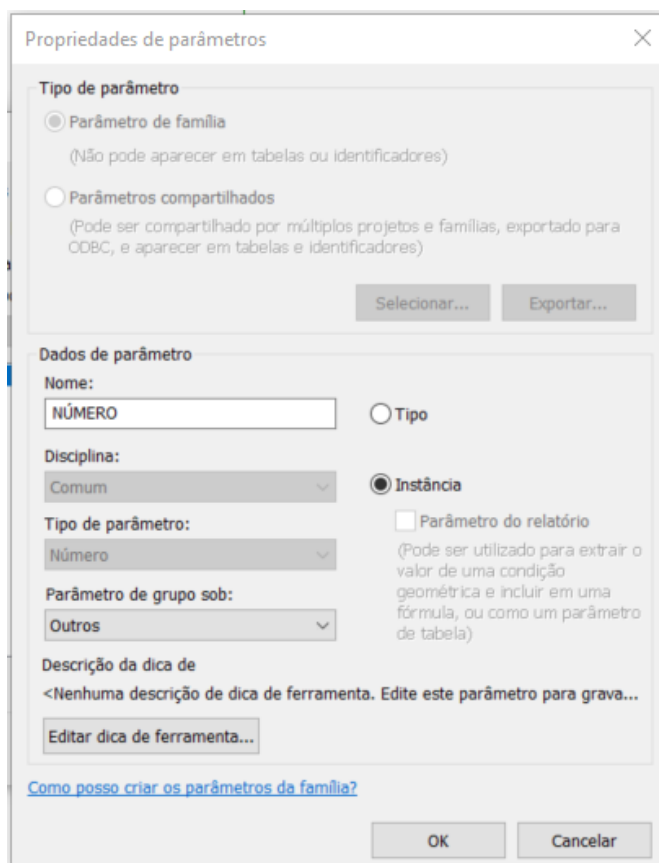 Propriedades de parâmetros
Tipo de parâmetro
Parâmetro de família
(Não pode aparecer em tabelas ou identificadores)
Parâmetros compartilhados
(Pode ser compartilhado por múltiplos projetos e famílias, exportado para
ODBC, e aparecer em tabelas e identificadores)
Selecionar...
Exportar...
Dados de parâmetro
Nome:
NÚMERO
Tipo
Disciplina:
Comum
Instância
Tipo de parâmetro:
Número
Parâmetro do relatório
(Pode ser utilizado para extrair o
valor de uma condição
geométrica e incluir em uma
fórmula, ou como um parâmetro
de tabela)
Parâmetro de grupo sob:
Outros
Descrição da dica de
<Nenhuma descrição de dica de ferramenta. Edite este parâmetro para grava...
Editar dica de ferramenta...
Como posso criar os parâmetros da família?
OK
Cancelar